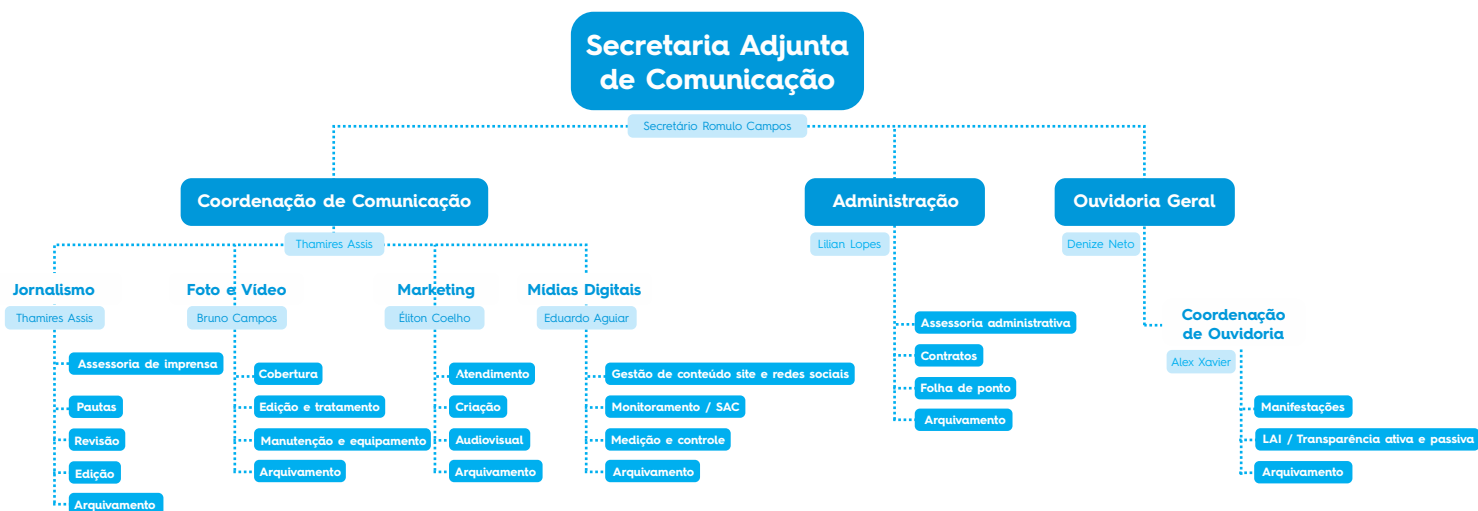 Secretaria Adjunta
de Comunicação
Secretário Romulo Campos
Coordenação de Comunicação
Thamires Assis
Administração
Lilian Lopes
Ouvidoria Geral
Denize Neto
Jornalismo
Thamires Assis
Assessoria de imprensa
Pautas
Revisão
Edição
Arquivamento
Foto e Vídeo
Bruno Campos
Cobertura
Edição e tratamento
Manutenção e equipamento
Arquivamento
Marketing
Éliton Coelho
Atendimento
Criação
Audiovisual
Arquivamento
Mídias Digitais
Eduardo Aguiar
Gestão de conteúdo site e redes sociais
Monitoramento / SAC
Medição e controle
Arquivamento
Assessoria administrativa
Contratos
Folha de ponto
Arquivamento
Coordenação
de Ouvidoria
Alex Xavier
Manifestações
LAI / Transparência ativa e passiva
Arquivamento